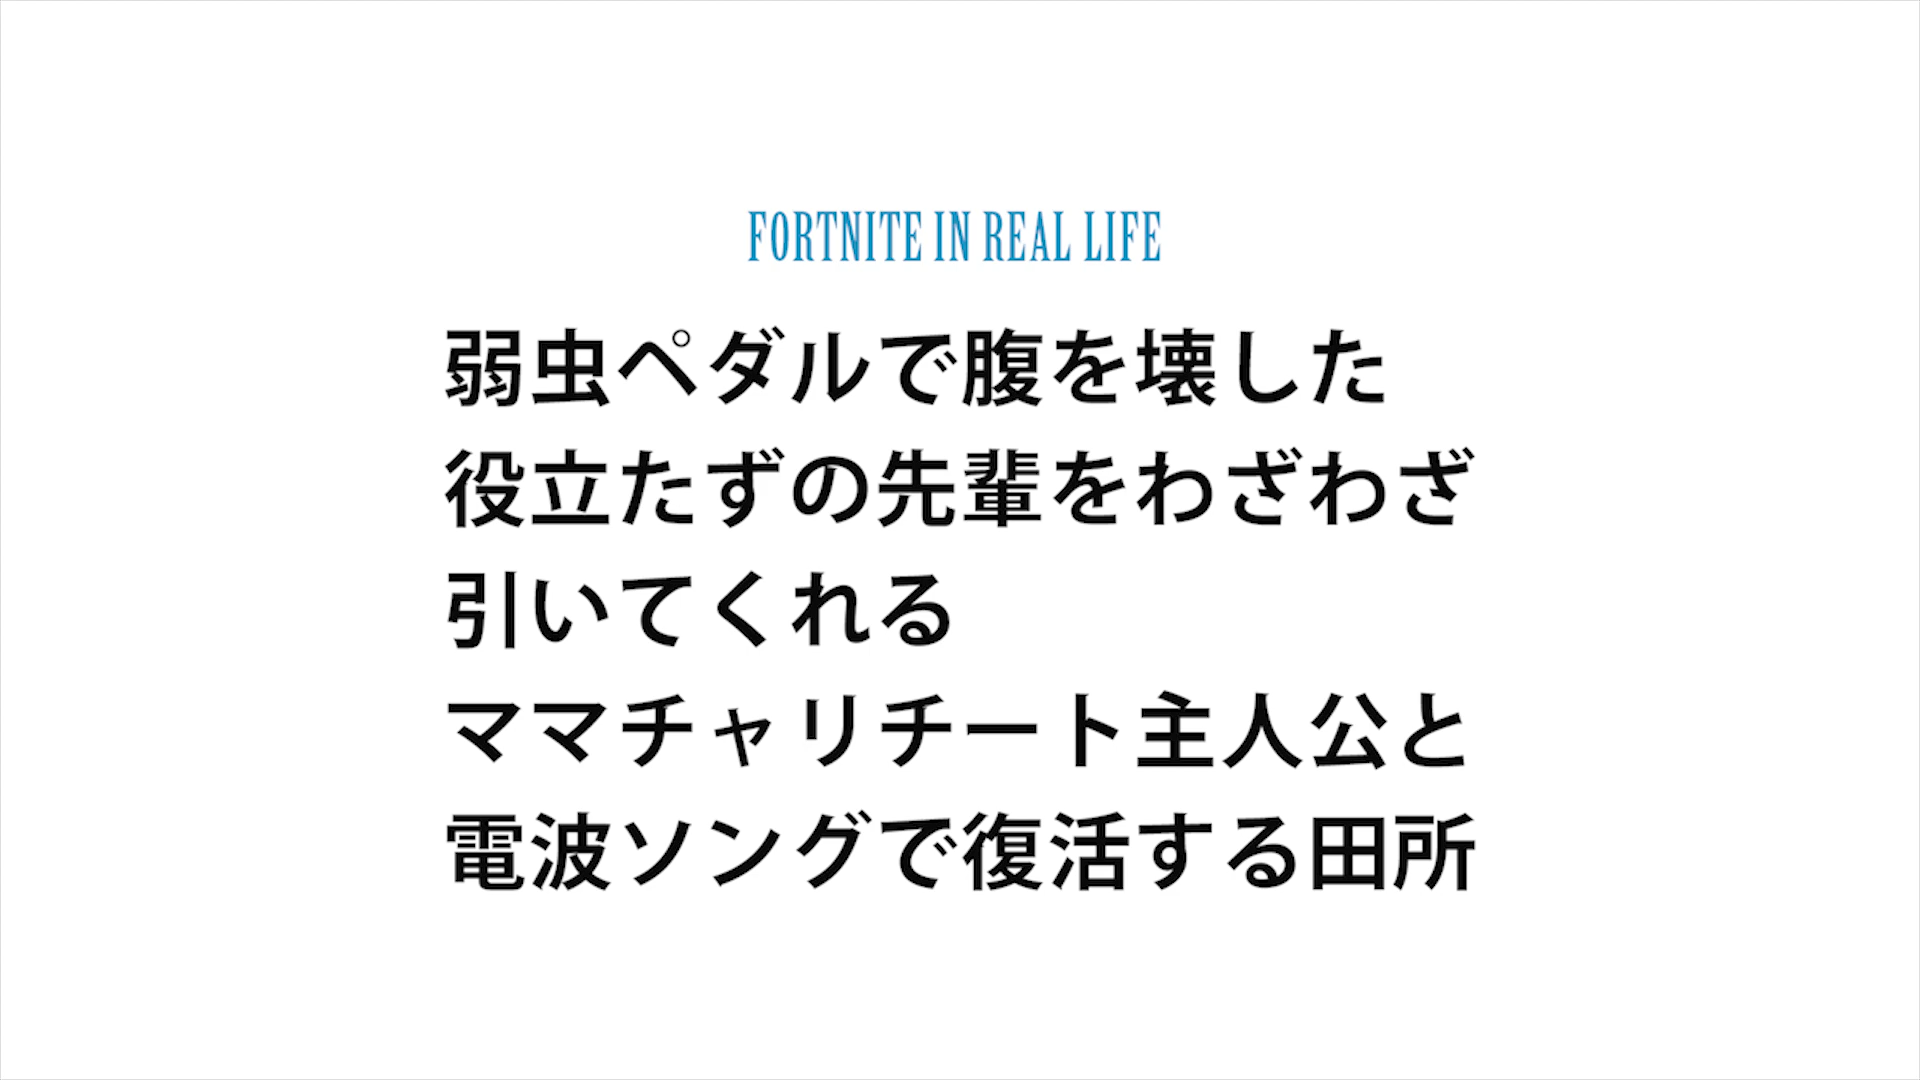 FORTNITE IN REAL LIFE
弱虫ペダルで腹を壊した
役立たずの先輩をわざわざ
引いてくれる
ママチャリチート主人公と
電波ソングで復活する田所